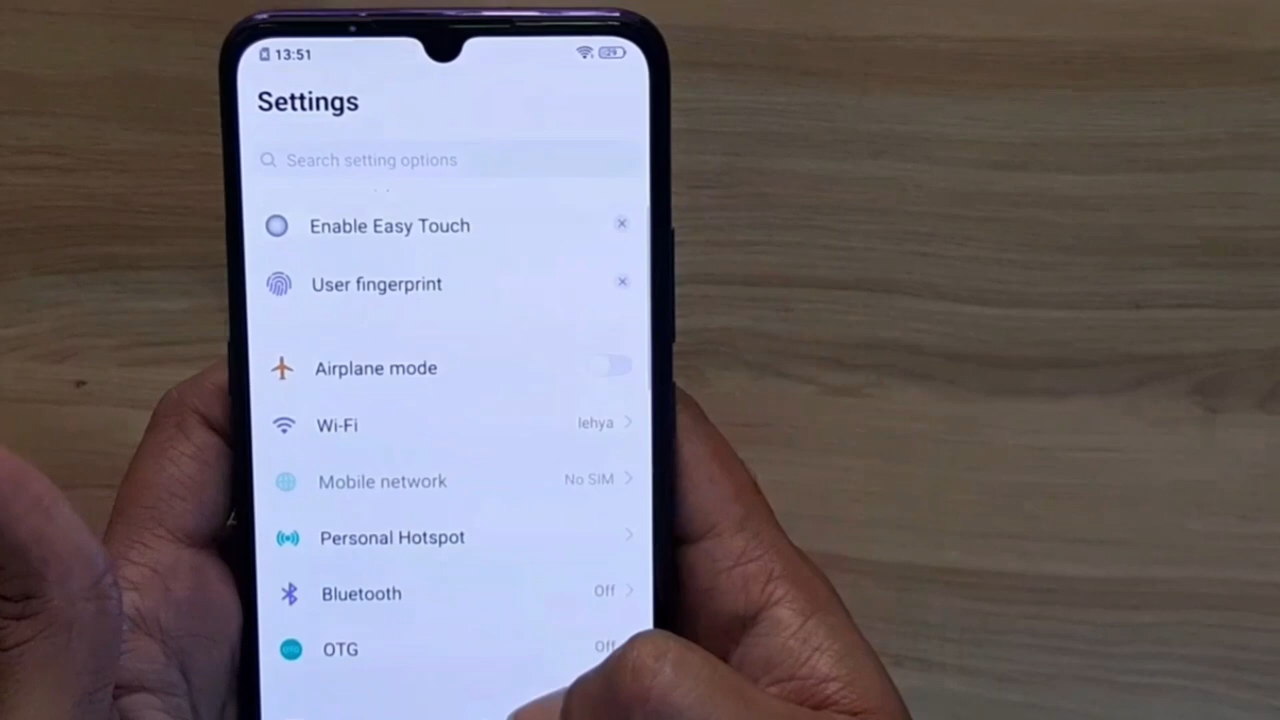 13:51
29
Settings
Search setting options
Enable Easy Touch
User fingerprint
Airplane mode
Wi-Fi lehya
Mobile network No SIM
Personal Hotspot
Bluetooth Off
OTG Off